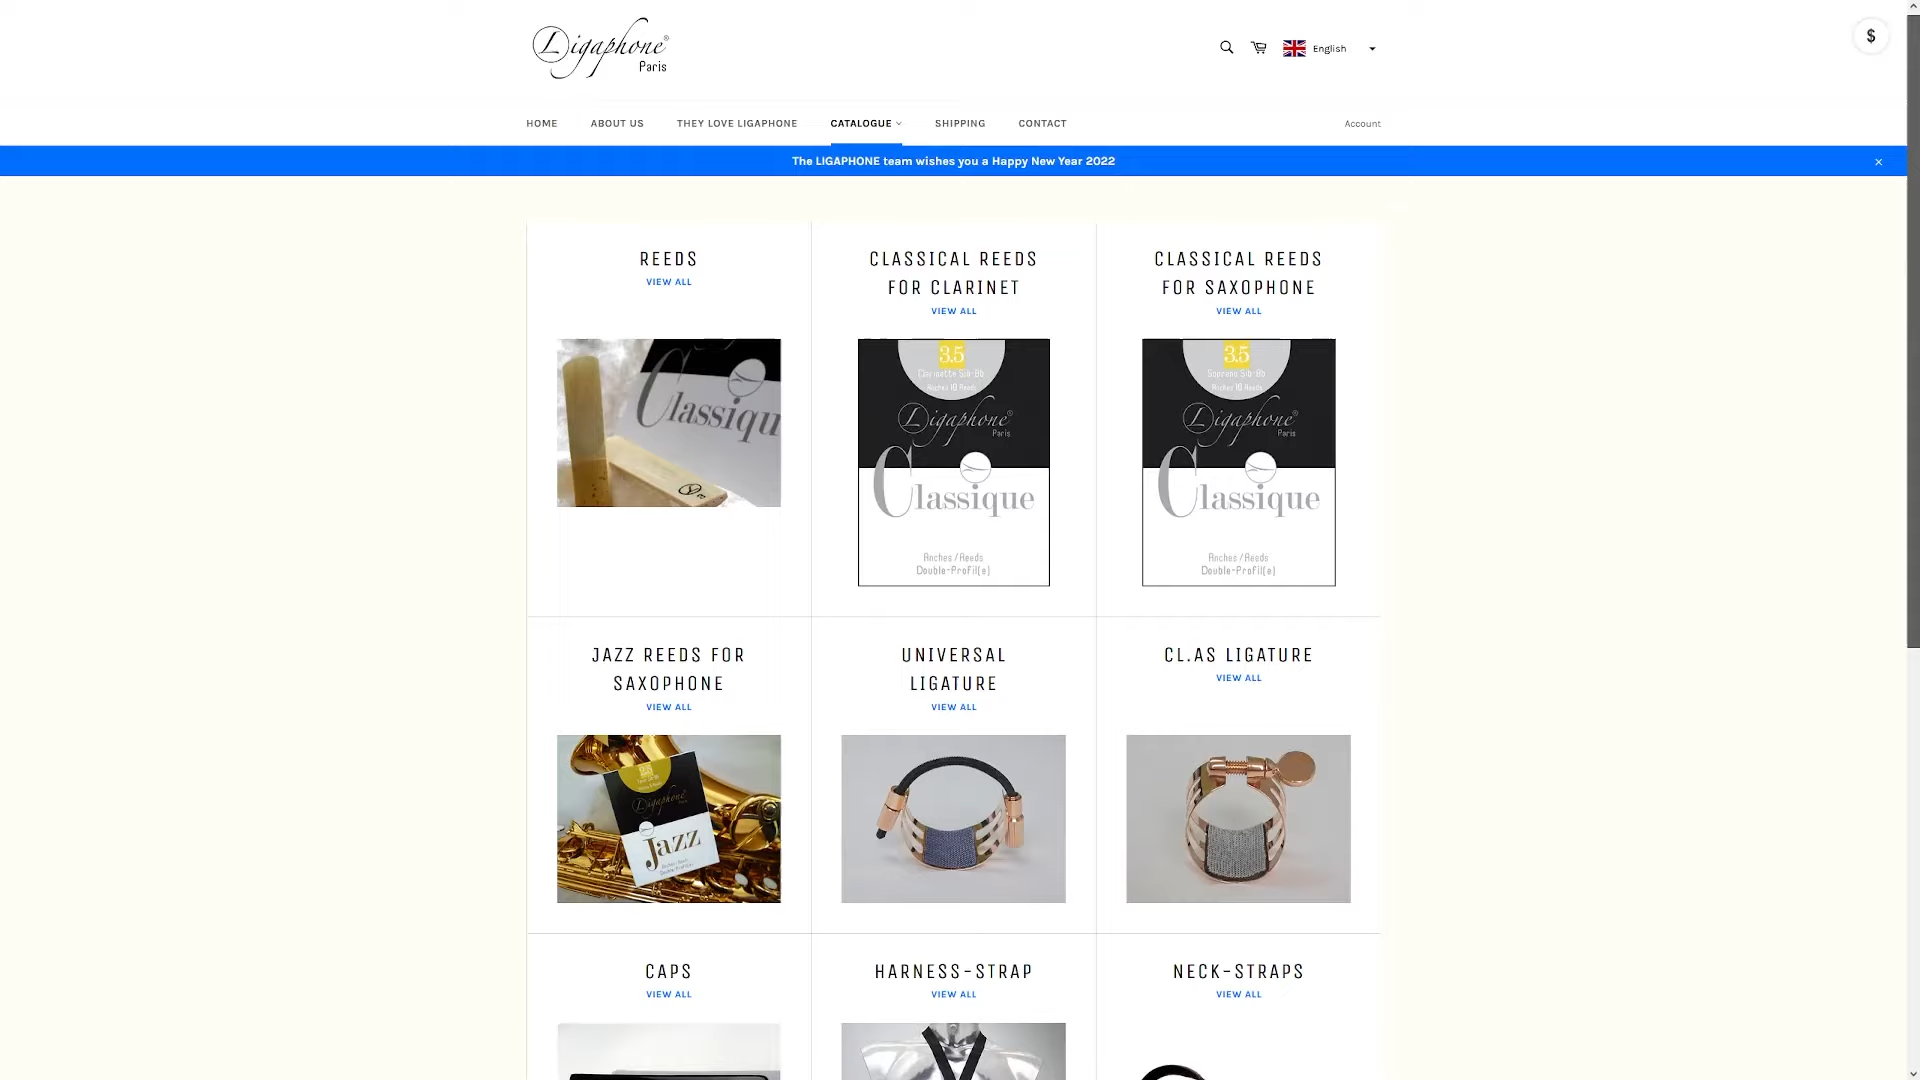 Ligaphone®
Paris
English
$
HOME
ABOUT US
THEY LOVE LIGAPHONE
CATALOGUE
SHIPPING
CONTACT
Account
The LIGAPHONE team wishes you a Happy New Year 2022
REEDS
VIEW ALL
CLASSICAL REEDS
FOR CLARINET
VIEW ALL
CLASSICAL REEDS
FOR SAXOPHONE
VIEW ALL
Classiqu
3.5
Clarinette Sib-Bb
Anches 10 Reeds
Ligaphone®
Paris
Classique
Anches / Reeds
Double-Profil(e)
3.5
Soprano Sib-Bb
Anches 10 Reeds
Ligaphone®
Paris
Classique
Anches / Reeds
Double-Profil(e)
JAZZ REEDS FOR
SAXOPHONE
VIEW ALL
UNIVERSAL
LIGATURE
VIEW ALL
CL.AS LIGATURE
VIEW ALL
Ligaphone
Jazz
CAPS
VIEW ALL
HARNESS-STRAP
VIEW ALL
NECK-STRAPS
VIEW ALL